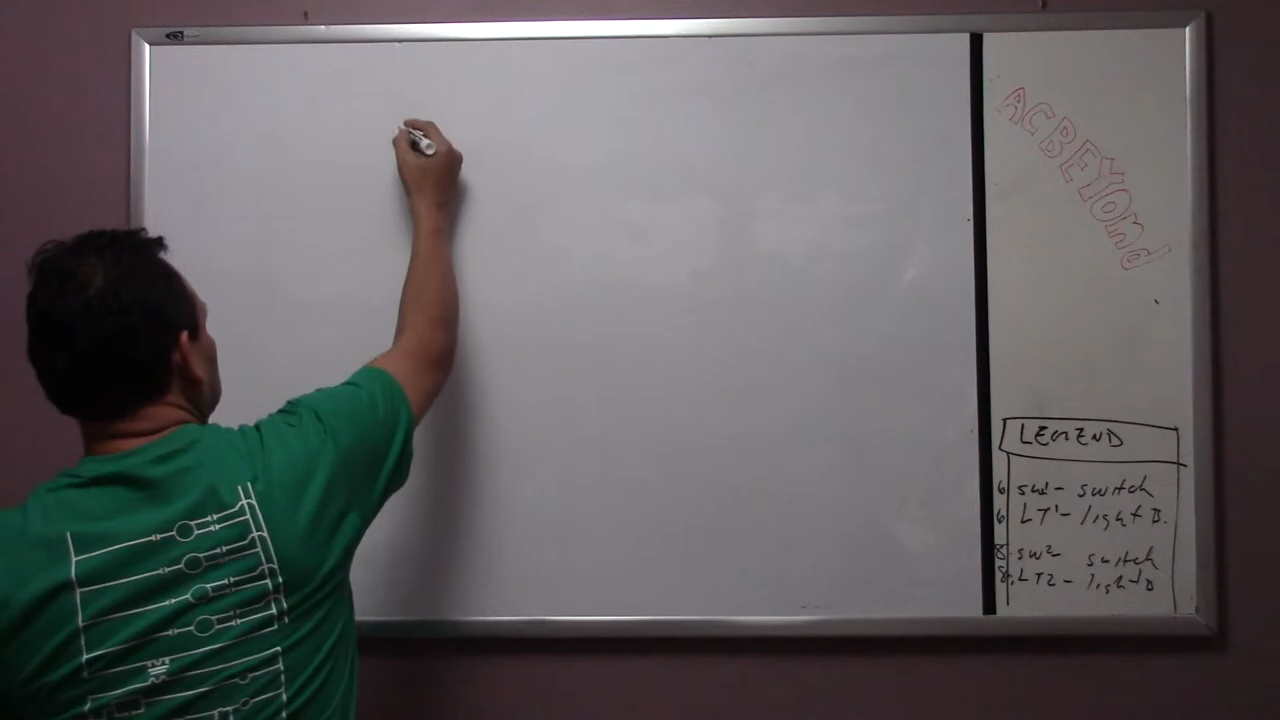 ACBEYOnd
LEGEND
6 SW1- switch
6 LT1- light B.
8. SW2- switch
8. LT2- light B